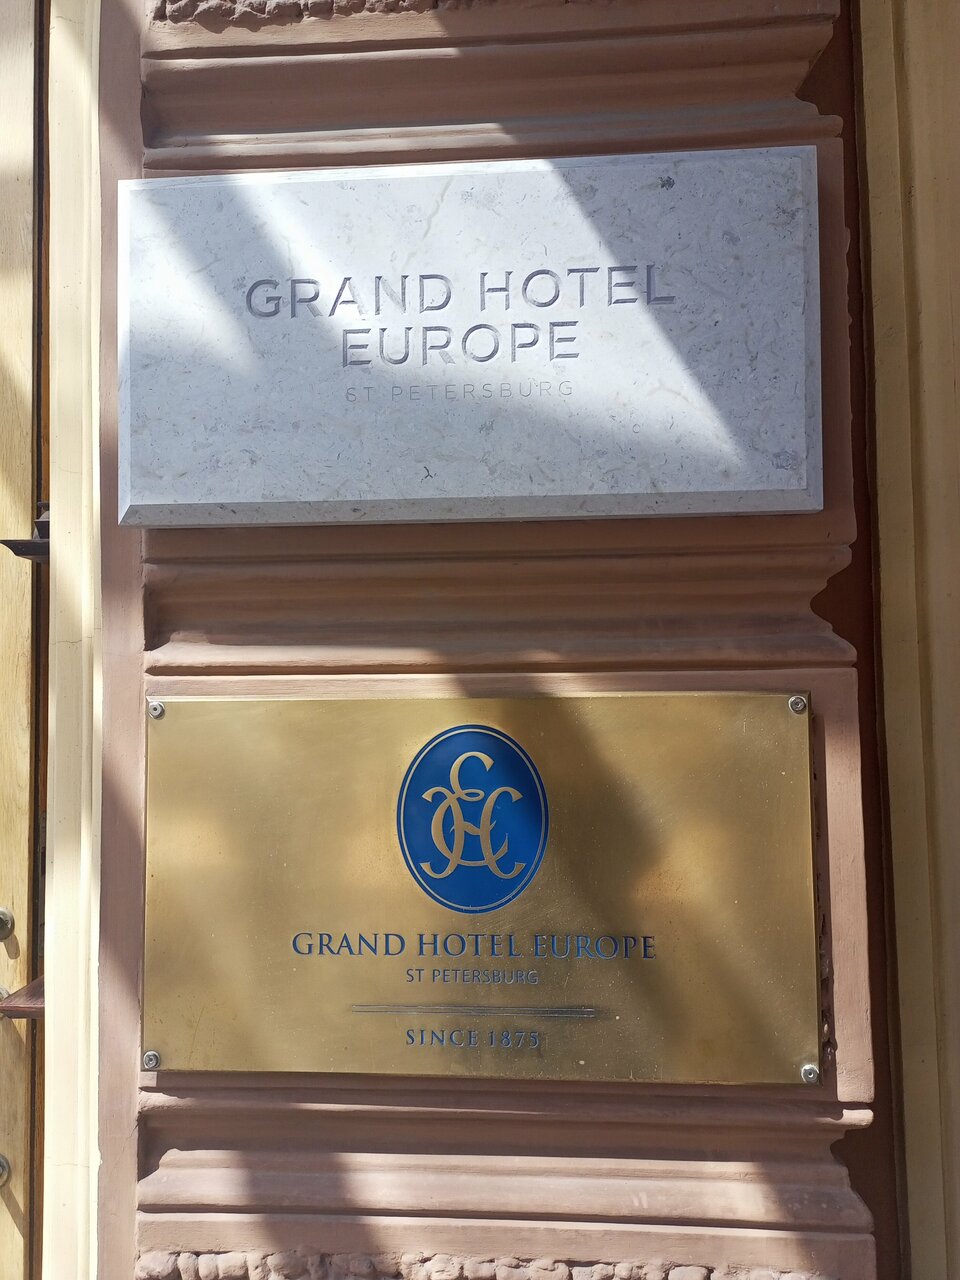 GRAND HOTEL
EUROPE
ST PETERSBURG
GRAND HOTEL EUROPE
ST PETERSBURG
SINCE 1875